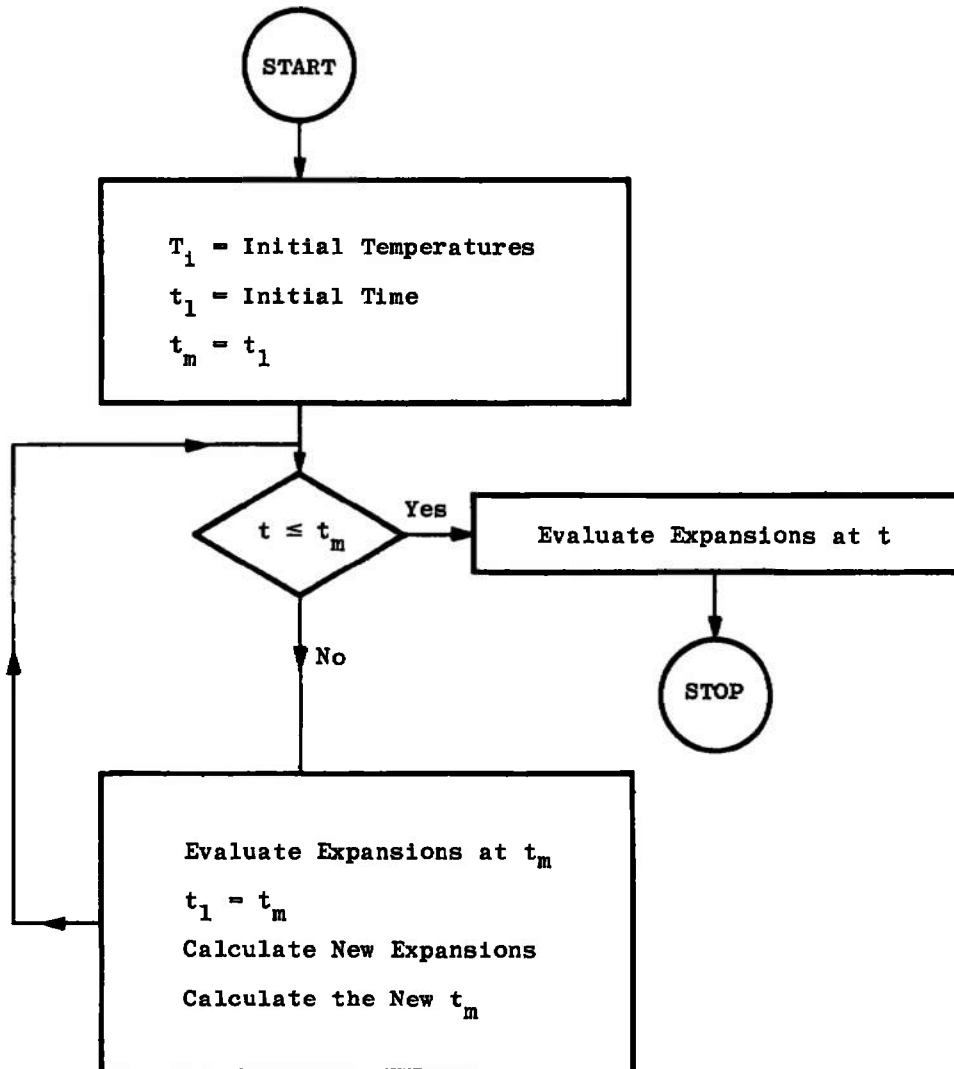 START
T_i = Initial Temperatures
t_1 = Initial Time
t_m = t_1
t ≤ t_m
Yes
Evaluate Expansions at t
No
STOP
Evaluate Expansions at t_m
t_1 = t_m
Calculate New Expansions
Calculate the New t_m